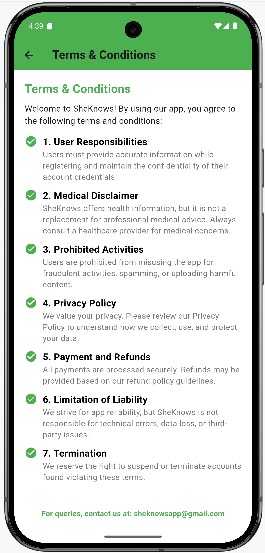 4:39
Terms & Conditions
Terms & Conditions
Welcome to SheKnows! By using our app, you agree to
the following terms and conditions:
1. User Responsibilities
Users must provide accurate information while
registering and maintain the confidentiality of their
account credentials.
2. Medical Disclaimer
SheKnows offers health information, but it is not a
replacement for professional medical advice. Always
consult a healthcare provider for medical concerns.
3. Prohibited Activities
Users are prohibited from misusing the app for
fraudulent activities, spamming, or uploading harmful
content.
4. Privacy Policy
We value your privacy. Please review our Privacy
Policy to understand how we collect, use, and protect
your data.
5. Payment and Refunds
All payments are processed securely. Refunds may be
provided based on our refund policy guidelines.
6. Limitation of Liability
We strive for app reliability, but SheKnows is not
responsible for technical errors, data loss, or third-
party issues.
7. Termination
We reserve the right to suspend or terminate accounts
found violating these terms.
For queries, contact us at: sheknowsapp@gmail.com